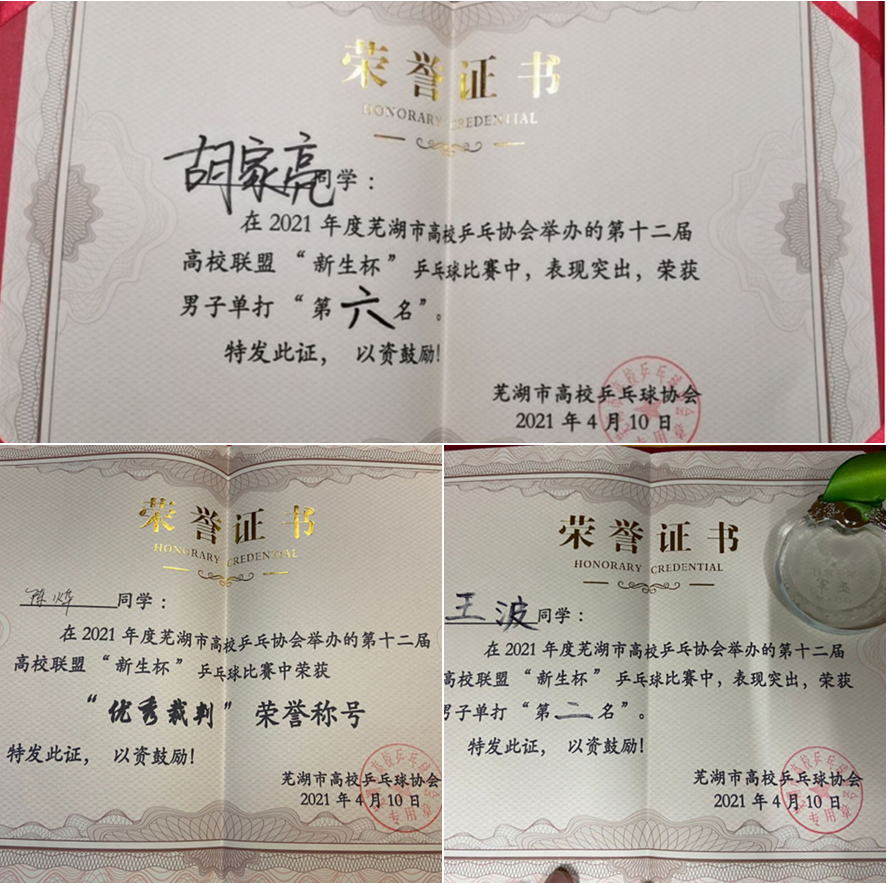 荣誉证书
HONORARY CREDENTIAL
胡家亮同学：
在2021年度芜湖市高校乒乓协会举办的第十二届
高校联盟“新生杯”乒乓球比赛中，表现突出，荣获
男子单打“第六名”。
特发此证，以资鼓励！
芜湖市高校乒乓球协会
2021年4月10日
专用章
荣誉证书
HONORARY CREDENTIAL
陈烨同学：
在2021年度芜湖市高校乒乓协会举办的第十二届
高校联盟“新生杯”乒乓球比赛中荣获
“优秀裁判”荣誉称号
特发此证，以资鼓励！
芜湖市高校乒乓球协会
2021年4月10日
专用章
荣誉证书
HONORARY CREDENTIAL
王波同学：
在2021年度芜湖市高校乒乓协会举办的第十二届
高校联盟“新生杯”乒乓球比赛中，表现突出，荣获
男子单打“第二名”。
特发此证，以资鼓励！
芜湖市高校乒乓球协会
2021年4月10日
专用章